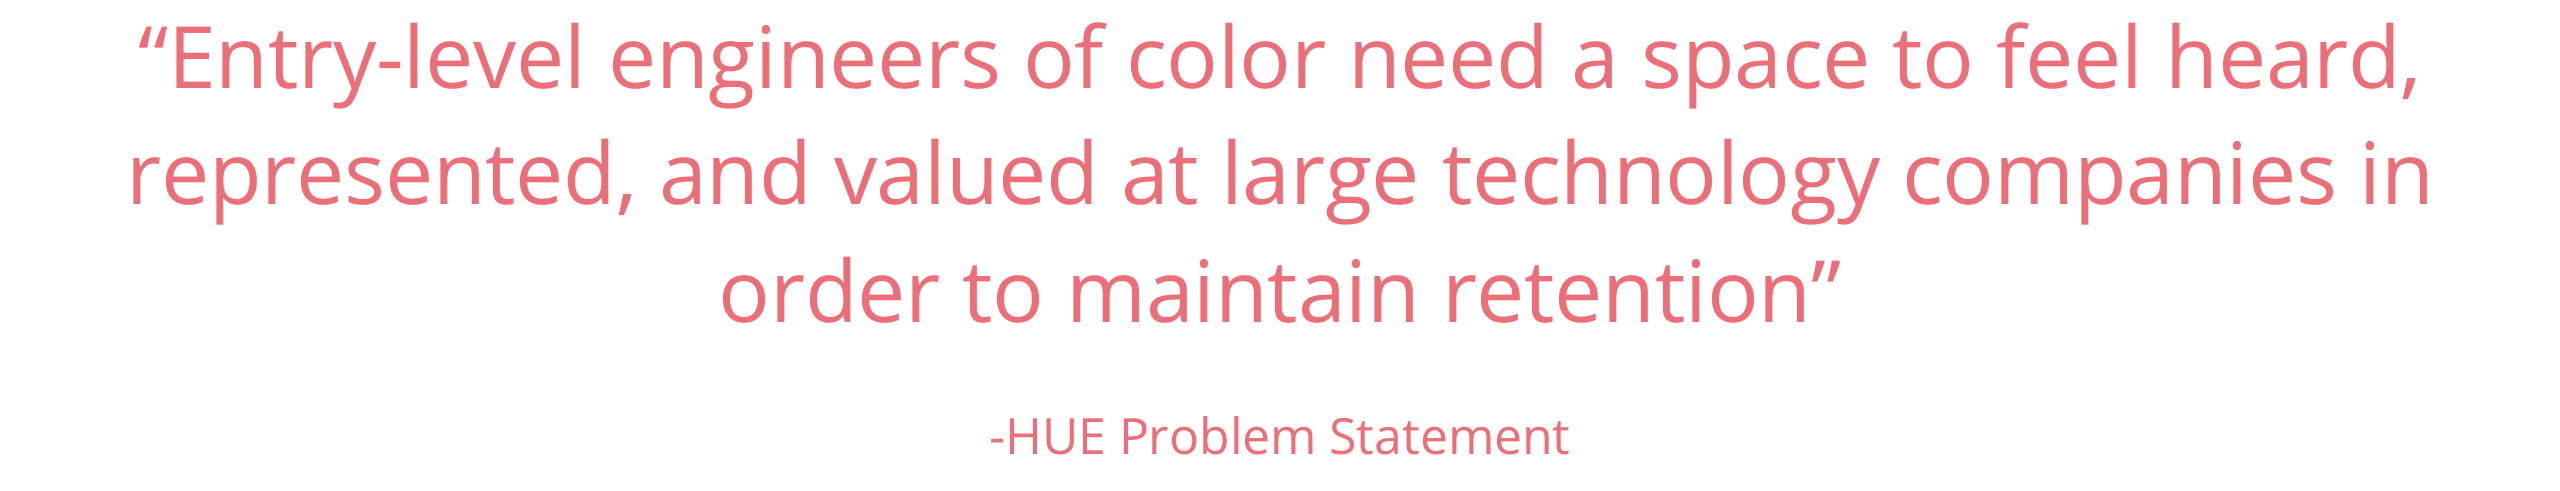 “Entry-level engineers of color need a space to feel heard,
represented, and valued at large technology companies in
order to maintain retention”
-HUE Problem Statement